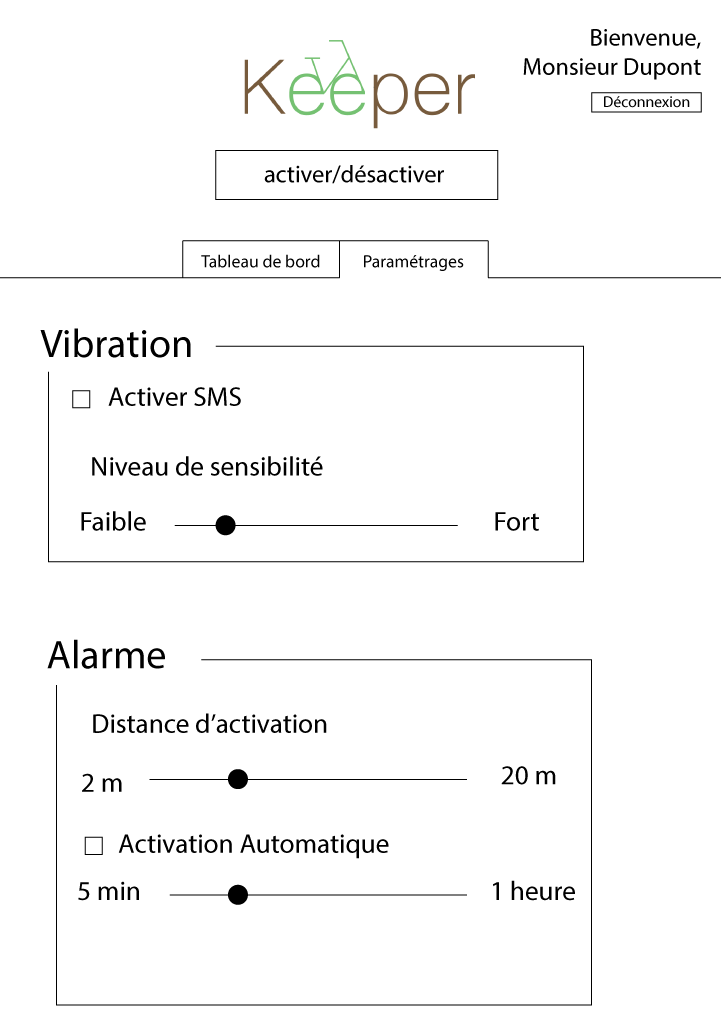 Bienvenue,
Monsieur Dupont
Keeper
Déconnexion
activer/désactiver
Tableau de bord
Paramétrages
Vibration
Activer SMS
Niveau de sensibilité
Faible
Fort
Alarme
Distance d’activation
2 m
20 m
Activation Automatique
5 min
1 heure